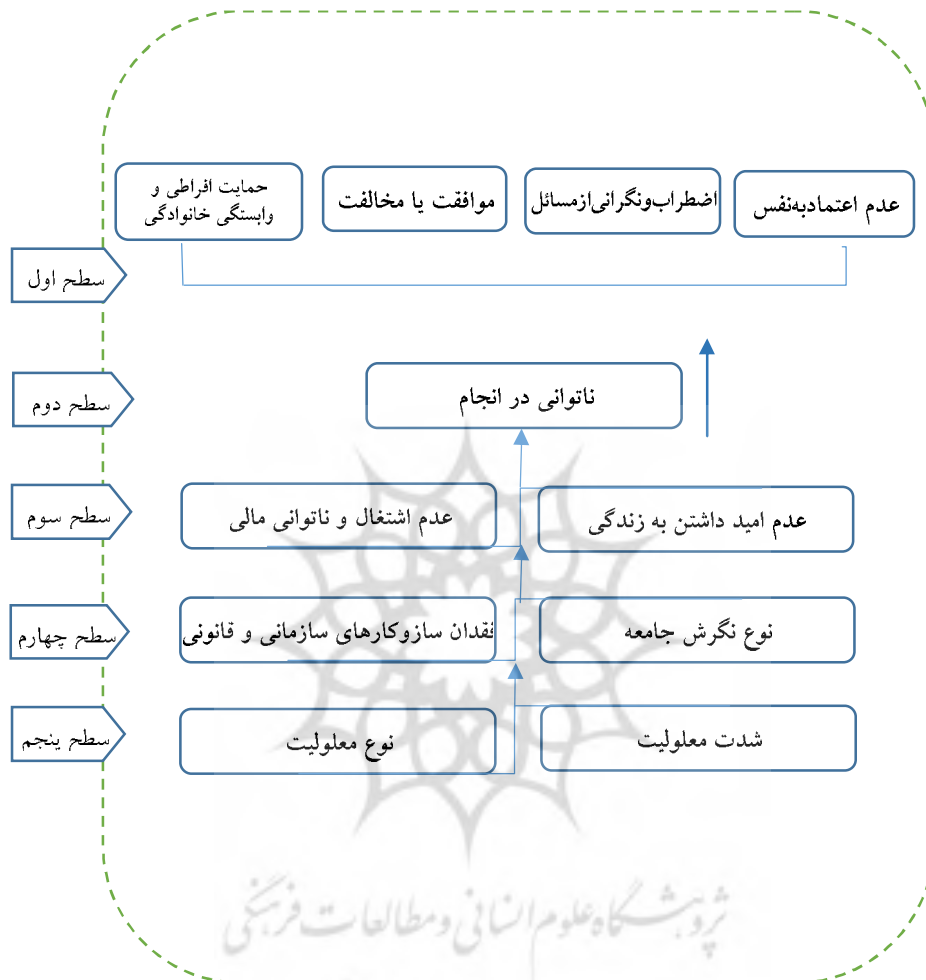 عدم اعتمادبه‌نفس
اضطراب‌ونگرانی‌ازمسائل
موافقت یا مخالفت
حمایت افراطی و
وابستگی خانوادگی
سطح اول
ناتوانی در انجام
سطح دوم
عدم امید داشتن به زندگی
عدم اشتغال و ناتوانی مالی
سطح سوم
نوع نگرش جامعه
فقدان سازوکارهای سازمانی و قانونی
سطح چهارم
شدت معلولیت
نوع معلولیت
سطح پنجم
پژوهشگاه علوم انسانی و مطالعات فرهنگی